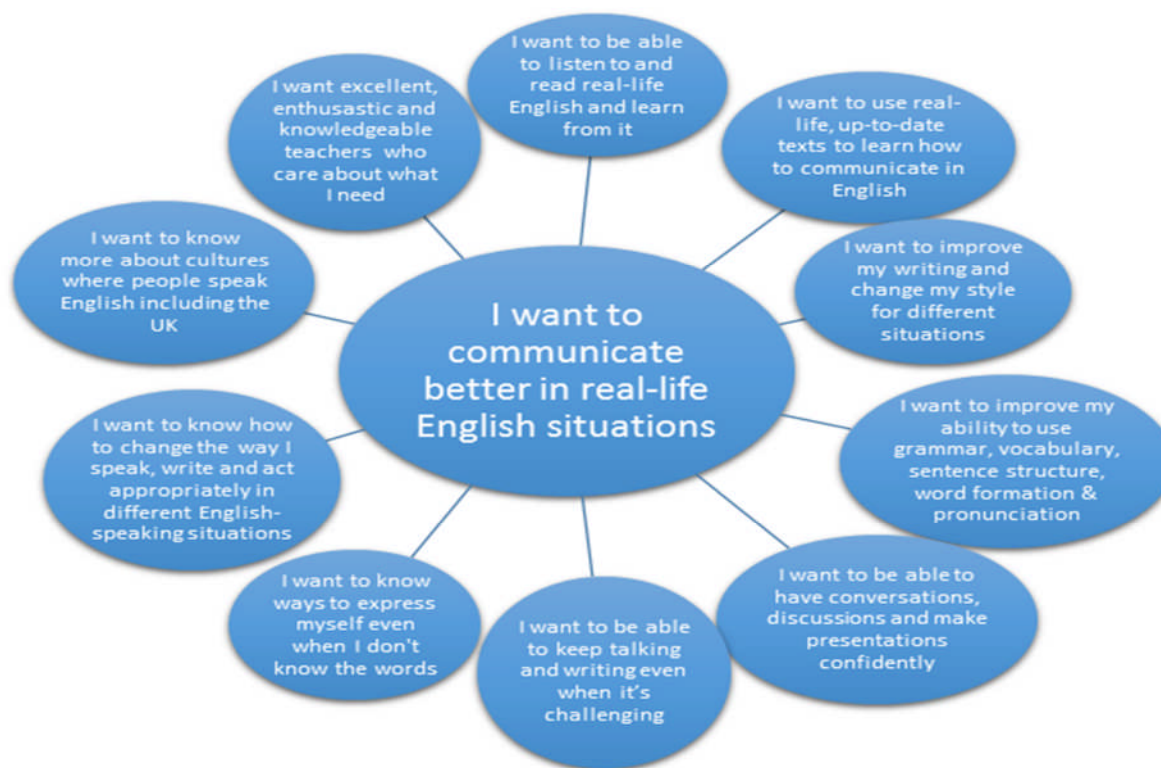 I want to be able
to listen to and
read real-life
English and learn
from it
I want to use real-
life, up-to-date
texts to learn how
to communicate in
English
I want to improve
my writing and
change my style
for different
situations
I want to improve my
ability to use
grammar, vocabulary,
sentence structure,
word formation &
pronunciation
I want to be able to
have conversations,
discussions and make
presentations
confidently
I want to be able
to keep talking
and writing even
when it’s
challenging
I want to know
ways to express
myself even
when I don't
know the words
I want to know how
to change the way I
speak, write and act
appropriately in
different English-
speaking situations
I want to know
more about cultures
where people speak
English including the
UK
I want excellent,
enthusastic and
knowledgeable
teachers who
care about what
I need
I want to
communicate
better in real-life
English situations